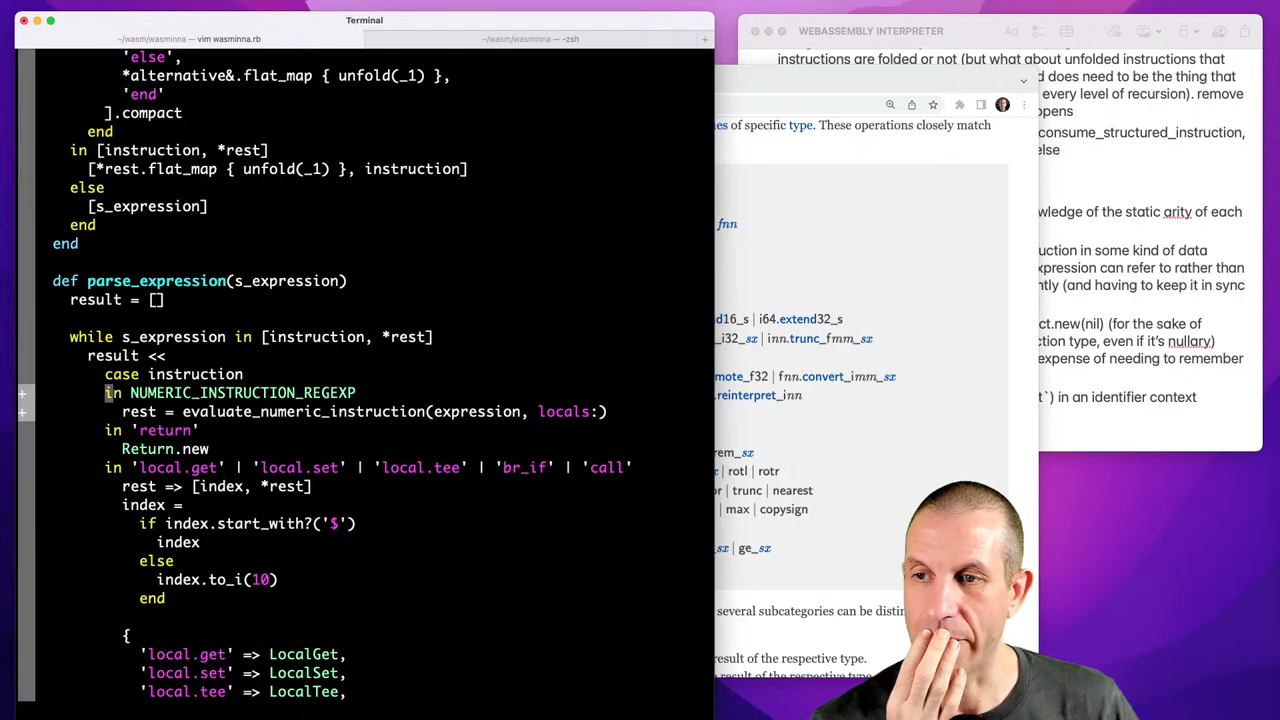 Terminal
~/wasm/wasminna — vim wasminna.rb
~/wasm/wasminna — -zsh
+
'else',
*alternative&.flat_map { unfold(_1) },
'end'
].compact
end
in [instruction, *rest]
[*rest.flat_map { unfold(_1) }, instruction]
else
[s_expression]
end
end
def parse_expression(s_expression)
result = []
while s_expression in [instruction, *rest]
result <<
case instruction
in NUMERIC_INSTRUCTION_REGEXP
rest = evaluate_numeric_instruction(expression, locals:)
in 'return'
Return.new
in 'local.get' | 'local.set' | 'local.tee' | 'br_if' | 'call'
rest => [index, *rest]
index =
if index.start_with?('$')
index
else
index.to_i(10)
end
{
'local.get' => LocalGet,
'local.set' => LocalSet,
'local.tee' => LocalTee,
WEBASSEMBLY INTERPRETER
instructions are folded or not (but what about unfolded instructions that
d does need to be the thing that
every level of recursion). remove
opens
consume_structured_instruction,
else
wledge of the static arity of each
uction in some kind of data
xpression can refer to rather than
ntly (and having to keep it in sync
ct.new(nil) (for the sake of
ction type, even if it's nullary)
expense of needing to remember
t`) in an identifier context
es of specific type. These operations closely match
fnn
d16_s | i64.extend32_s
_i32_sx | inn.trunc_fmm_sx
mote_f32 | fnn.convert_imm_sx
.reinterpret_inn
rem_sx
x | rotl | rotr
or | trunc | nearest
| max | copysign
_sx | ge_sx
several subcategories can be distin
result of the respective type.
a result of the respective type